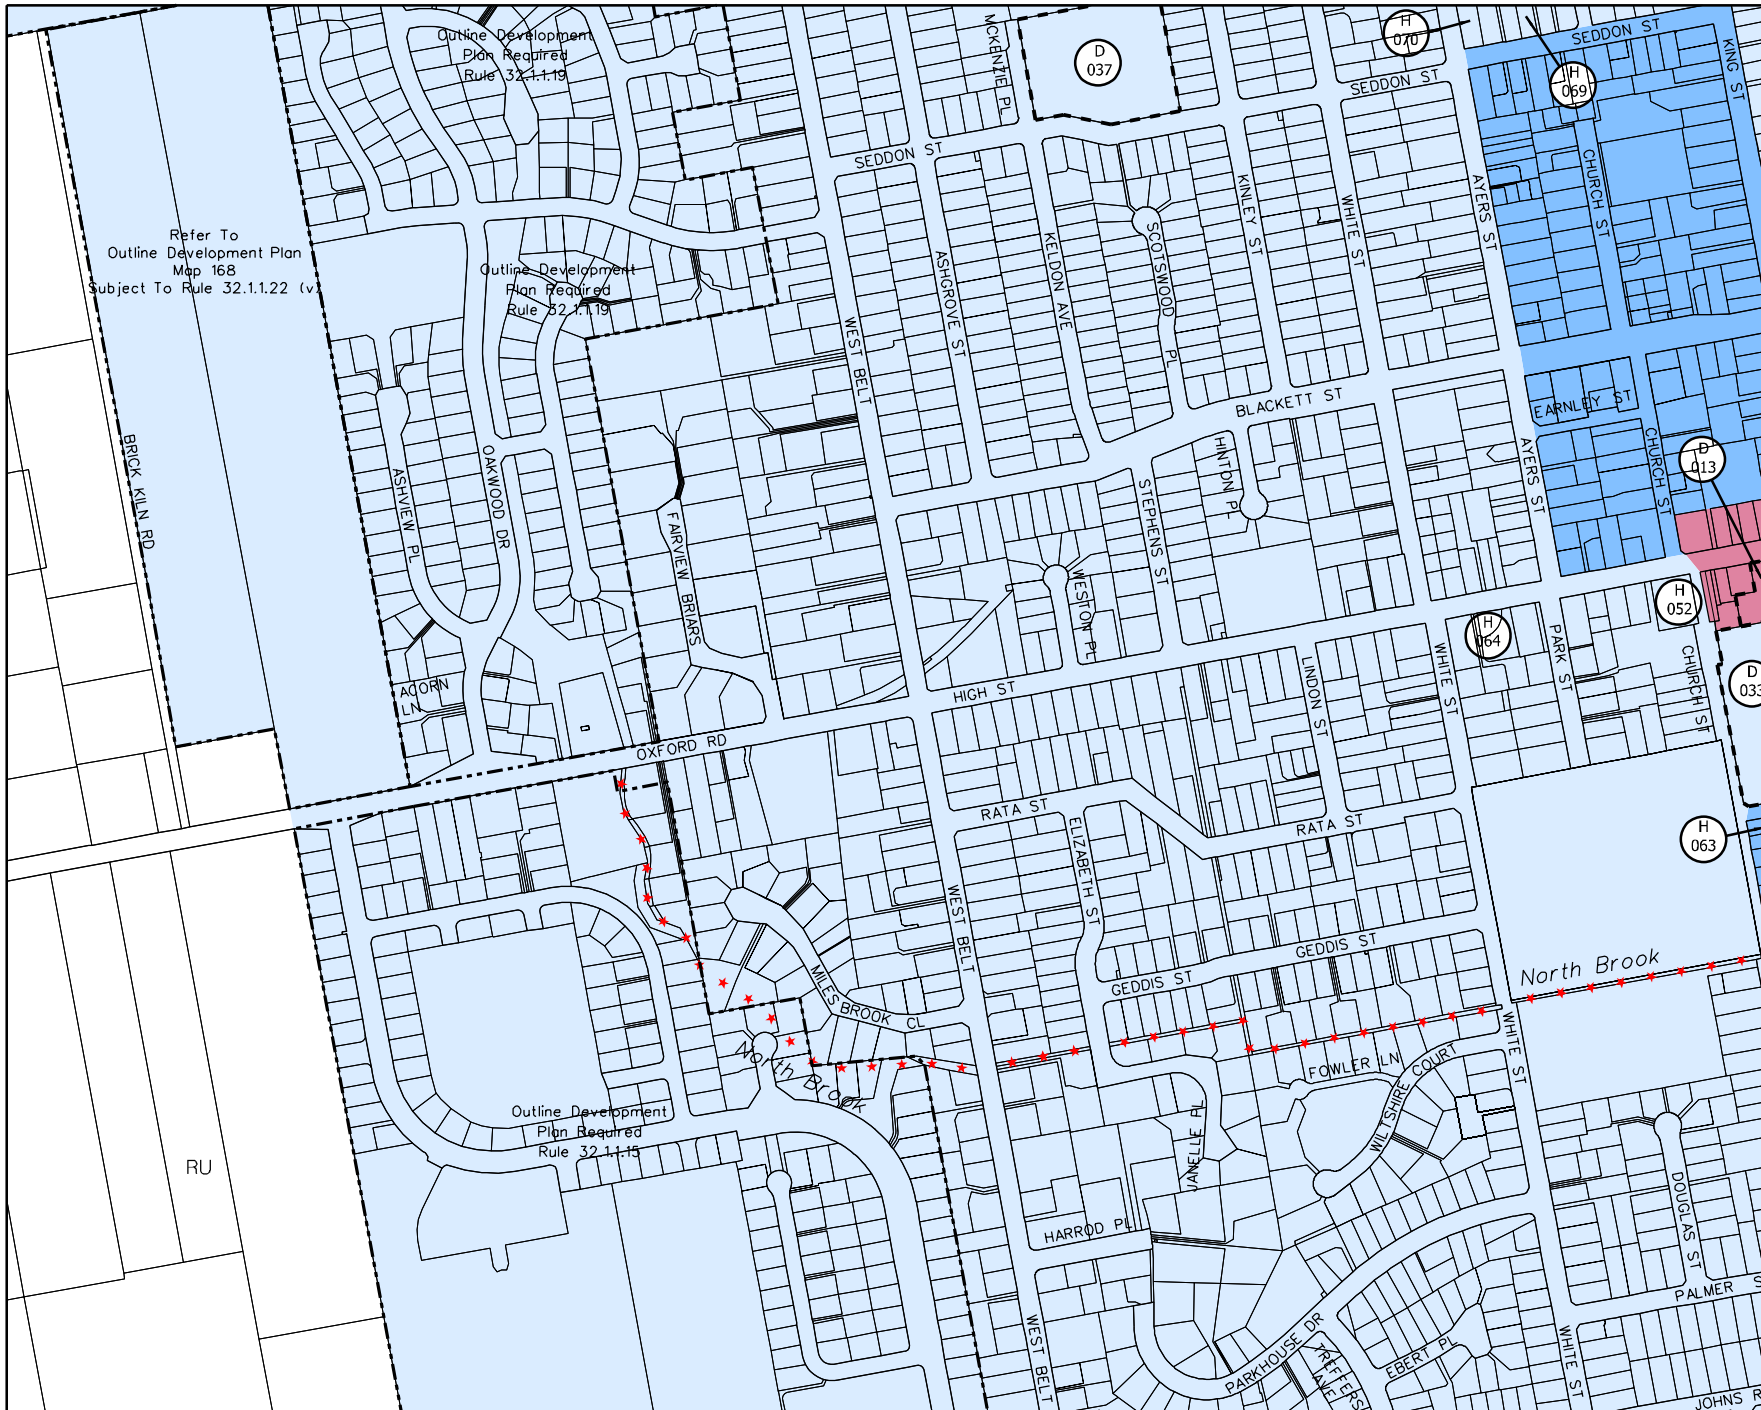 Outline Development
Plan Required
Rule 32.1.1.19
MCKENZIE PL
D
037
H
070
SEDDON ST
H
069
SEDDON ST
KING ST
SEDDON ST
CHURCH ST
KINLEY ST
WHITE ST
AYERS ST
Refer To
Outline Development Plan
Map 168
Subject To Rule 32.1.1.22 (v)
Outline Development
Plan Required
Rule 32.1.1.19
ASHGROVE ST
KELDON AVE
SCOTSWOOD PL
WEST BELT
BLACKETT ST
EARNLEY ST
BRICK KILN RD
ASHVIEW PL
OAKWOOD DR
FAIRVIEW BRIARS
HINTON PL
STEPHENS ST
AYERS ST
CHURCH ST
D
013
WESTON PL
H
052
H
064
ACORN
LN
HIGH ST
LINDON ST
WHITE ST
PARK ST
CHURCH ST
D
033
OXFORD RD
RATA ST
RATA ST
H
063
ELIZABETH ST
WEST BELT
GEDDIS ST
GEDDIS ST
North Brook
MILES BROOK CL
North Brook
FOWLER LN
WILTSHIRE COURT
WHITE ST
Outline Development
Plan Required
Rule 32.1.1.15
RU
JANELLE PL
HARROD PL
DOUGLAS ST
PALMER S
WEST BELT
PARKHOUSE DR
TREFFERS
AVE
EBERT PL
WHITE ST
JOHNS R